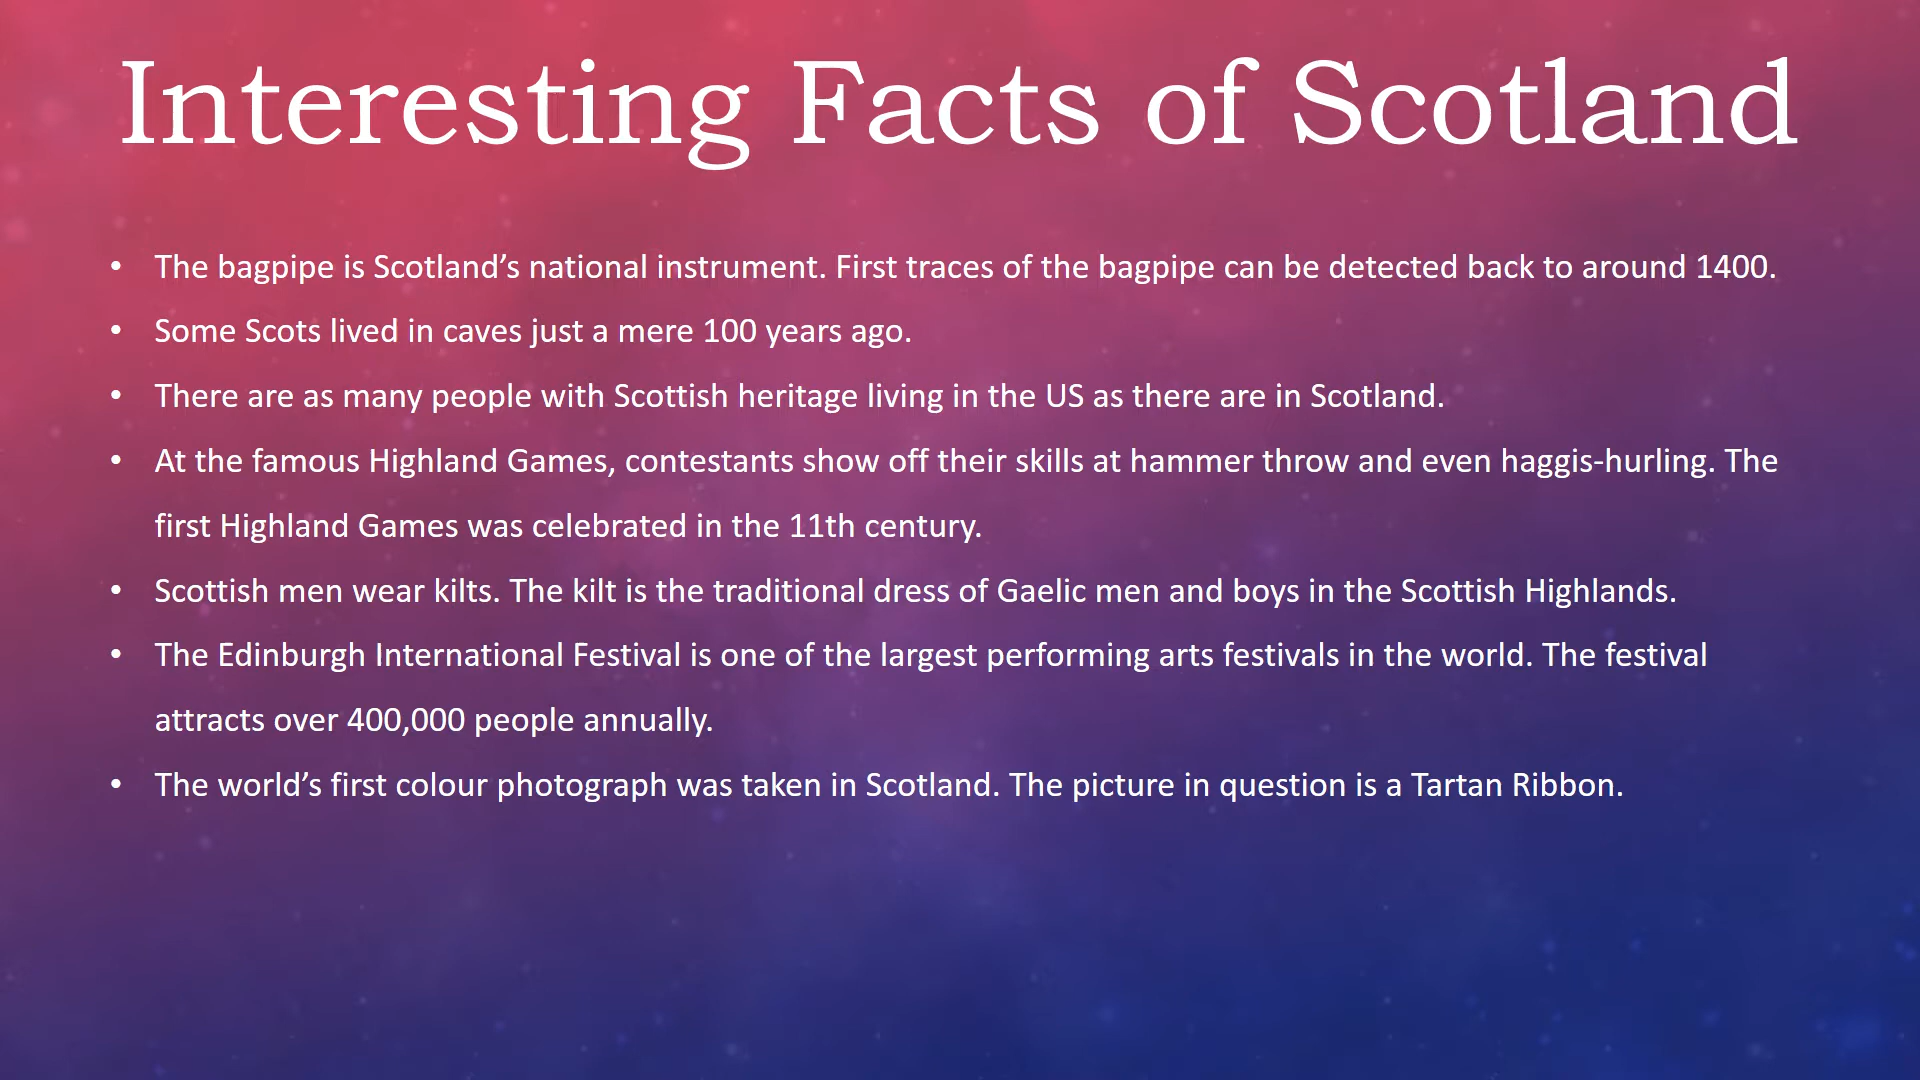 Interesting Facts of Scotland
• The bagpipe is Scotland’s national instrument. First traces of the bagpipe can be detected back to around 1400.
• Some Scots lived in caves just a mere 100 years ago.
• There are as many people with Scottish heritage living in the US as there are in Scotland.
• At the famous Highland Games, contestants show off their skills at hammer throw and even haggis-hurling. The
first Highland Games was celebrated in the 11th century.
• Scottish men wear kilts. The kilt is the traditional dress of Gaelic men and boys in the Scottish Highlands.
• The Edinburgh International Festival is one of the largest performing arts festivals in the world. The festival
attracts over 400,000 people annually.
• The world’s first colour photograph was taken in Scotland. The picture in question is a Tartan Ribbon.